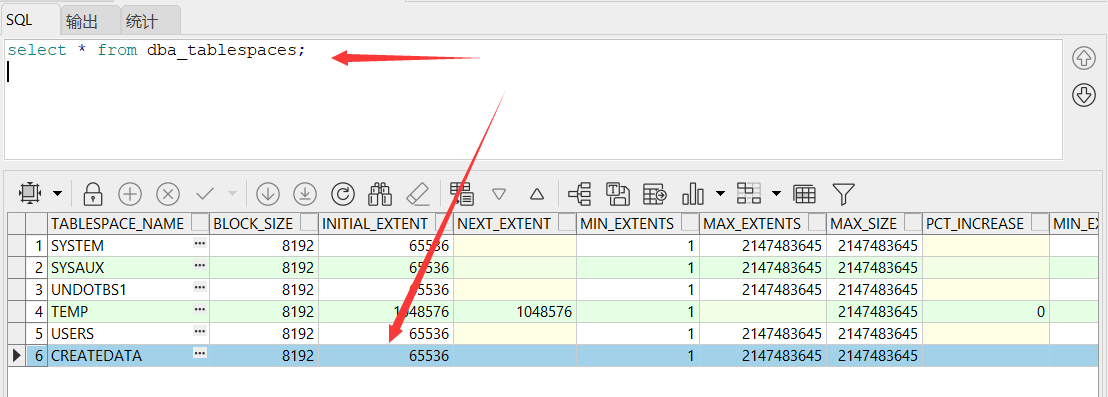 SQL 输出 统计
select * from dba_tablespaces;
TABLESPACE_NAME BLOCK_SIZE INITIAL_EXTENT NEXT_EXTENT MIN_EXTENTS MAX_EXTENTS MAX_SIZE PCT_INCREASE MIN_EX
1 SYSTEM ... 8192 65536 1 2147483645 2147483645
2 SYSAUX ... 8192 65536 1 2147483645 2147483645
3 UNDOTBS1 ... 8192 65536 1 2147483645 2147483645
4 TEMP ... 8192 1048576 1048576 1 2147483645 0
5 USERS ... 8192 65536 1 2147483645 2147483645
6 CREATEDATA ... 8192 65536 1 2147483645 2147483645